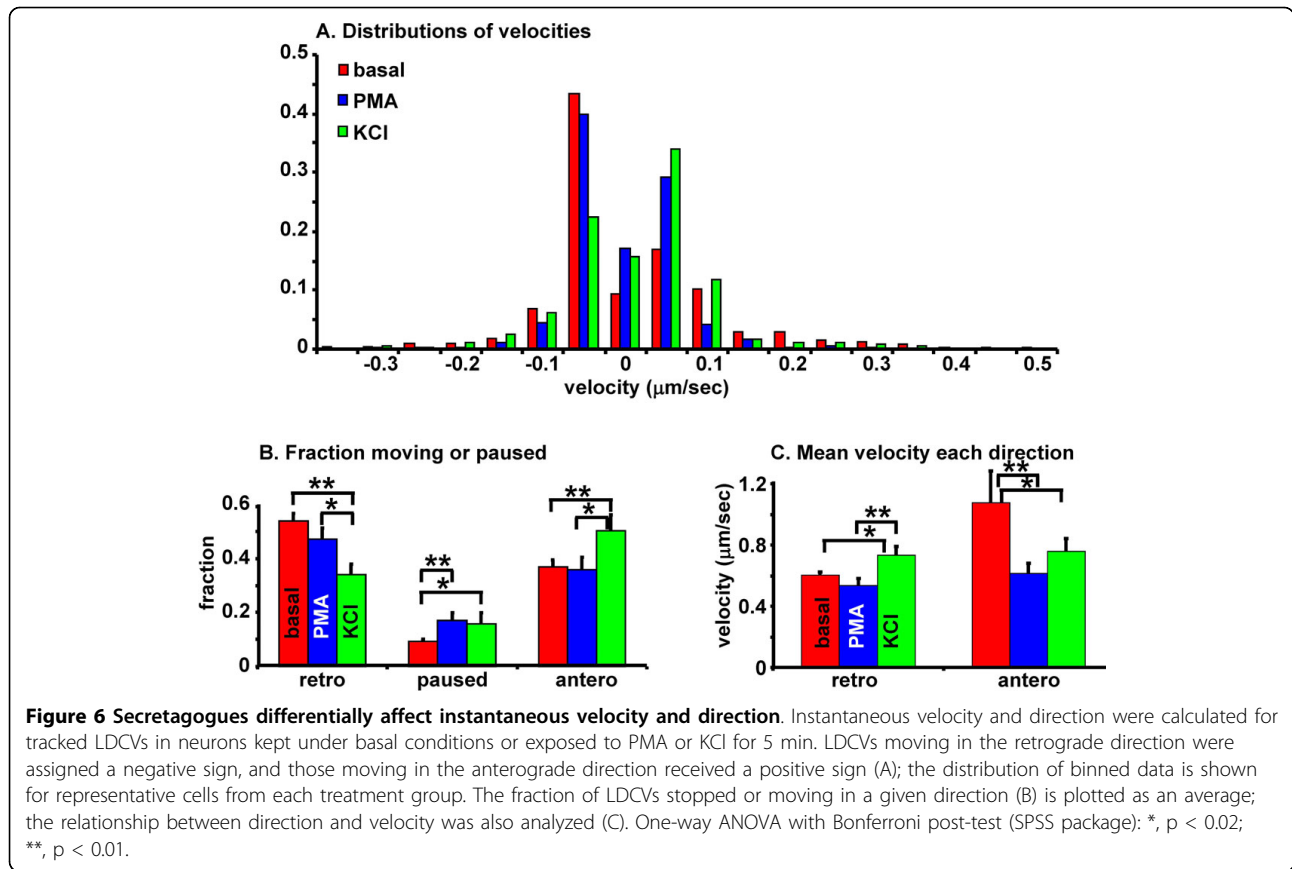 A. Distributions of velocities
0.5
0.4
0.3
0.2
0.1
0
basal
PMA
KCl
-0.3
-0.2
-0.1
0
0.1
0.2
0.3
0.4
0.5
velocity (μm/sec)
B. Fraction moving or paused
0.6
0.4
0.2
0
fraction
**
*
**
*
**
*
basal
PMA
KCl
retro
paused
antero
C. Mean velocity each direction
1.2
0.8
0.4
0
velocity (μm/sec)
**
*
**
*
basal
PMA
KCl
retro
antero
Figure 6 Secretagogues differentially affect instantaneous velocity and direction. Instantaneous velocity and direction were calculated for
tracked LDCVs in neurons kept under basal conditions or exposed to PMA or KCl for 5 min. LDCVs moving in the retrograde direction were
assigned a negative sign, and those moving in the anterograde direction received a positive sign (A); the distribution of binned data is shown
for representative cells from each treatment group. The fraction of LDCVs stopped or moving in a given direction (B) is plotted as an average;
the relationship between direction and velocity was also analyzed (C). One-way ANOVA with Bonferroni post-test (SPSS package): *, p < 0.02;
**, p < 0.01.